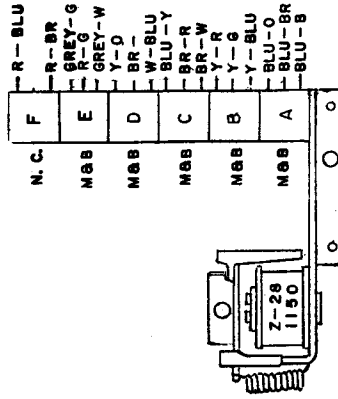 R-BLU
R-BR
GREY-G
R-G
GREY-W
Y-O
BR-
W-BLU
BLU-Y
BR-R
BR-W
Y-R
Y-G
Y-BLU
BLU-O
BLU-BR
BLU-B
F
E
D
C
B
A
N. C.
M&B
M&B
M&B
M&B
M&B
Z-28
1150